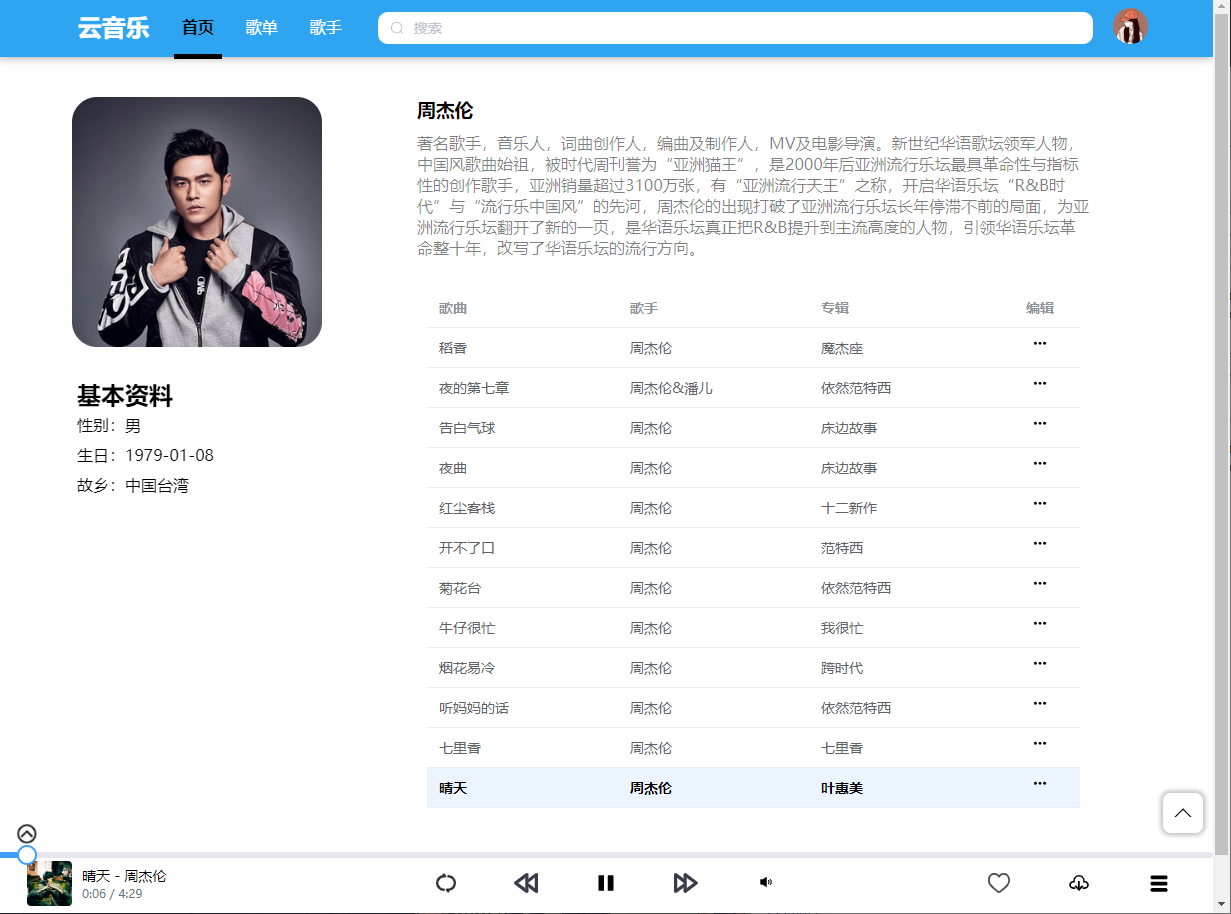 云音乐 首页 歌单 歌手 搜索
周杰伦
著名歌手，音乐人，词曲创作人，编曲及制作人，MV及电影导演。新世纪华语歌坛领军人物，
中国风歌曲始祖，被时代周刊誉为“亚洲猫王”，是2000年后亚洲流行乐坛最具革命性与指标
性的创作歌手，亚洲销量超过3100万张，有“亚洲流行天王”之称，开启华语乐坛“R&B时
代”与“流行乐中国风”的先河，周杰伦的出现打破了亚洲流行乐坛长年停滞不前的局面，为亚
洲流行乐坛翻开了新的一页，是华语乐坛真正把R&B提升到主流高度的人物，引领华语乐坛革
命整十年，改写了华语乐坛的流行方向。
基本资料
性别：男
生日：1979-01-08
故乡：中国台湾
歌曲 歌手 专辑 编辑
稻香 周杰伦 魔杰座
夜的第七章 周杰伦&潘儿 依然范特西
告白气球 周杰伦 床边故事
夜曲 周杰伦 床边故事
红尘客栈 周杰伦 十二新作
开不了口 周杰伦 范特西
菊花台 周杰伦 依然范特西
牛仔很忙 周杰伦 我很忙
烟花易冷 周杰伦 跨时代
听妈妈的话 周杰伦 依然范特西
七里香 周杰伦 七里香
晴天 周杰伦 叶惠美
晴天 - 周杰伦
0:06 / 4:29